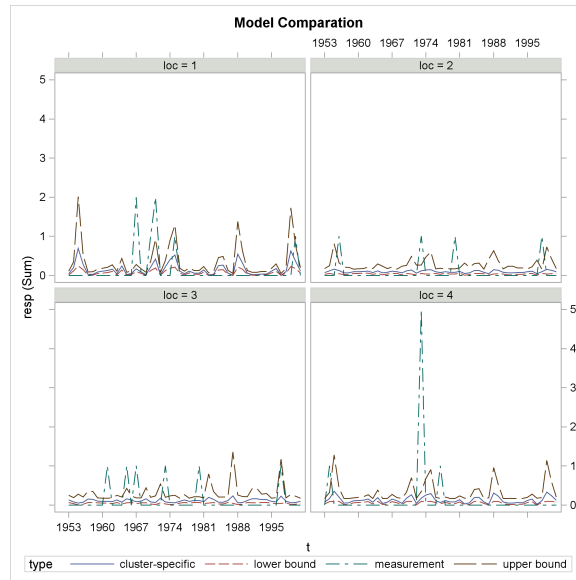 Model Comparation
1953 1960 1967 1974 1981 1988 1995
loc = 1
loc = 2
5
4
3
2
1
0
resp (Sum)
loc = 3
loc = 4
5
4
3
2
1
0
1953 1960 1967 1974 1981 1988 1995
t
type cluster-specific lower bound measurement upper bound